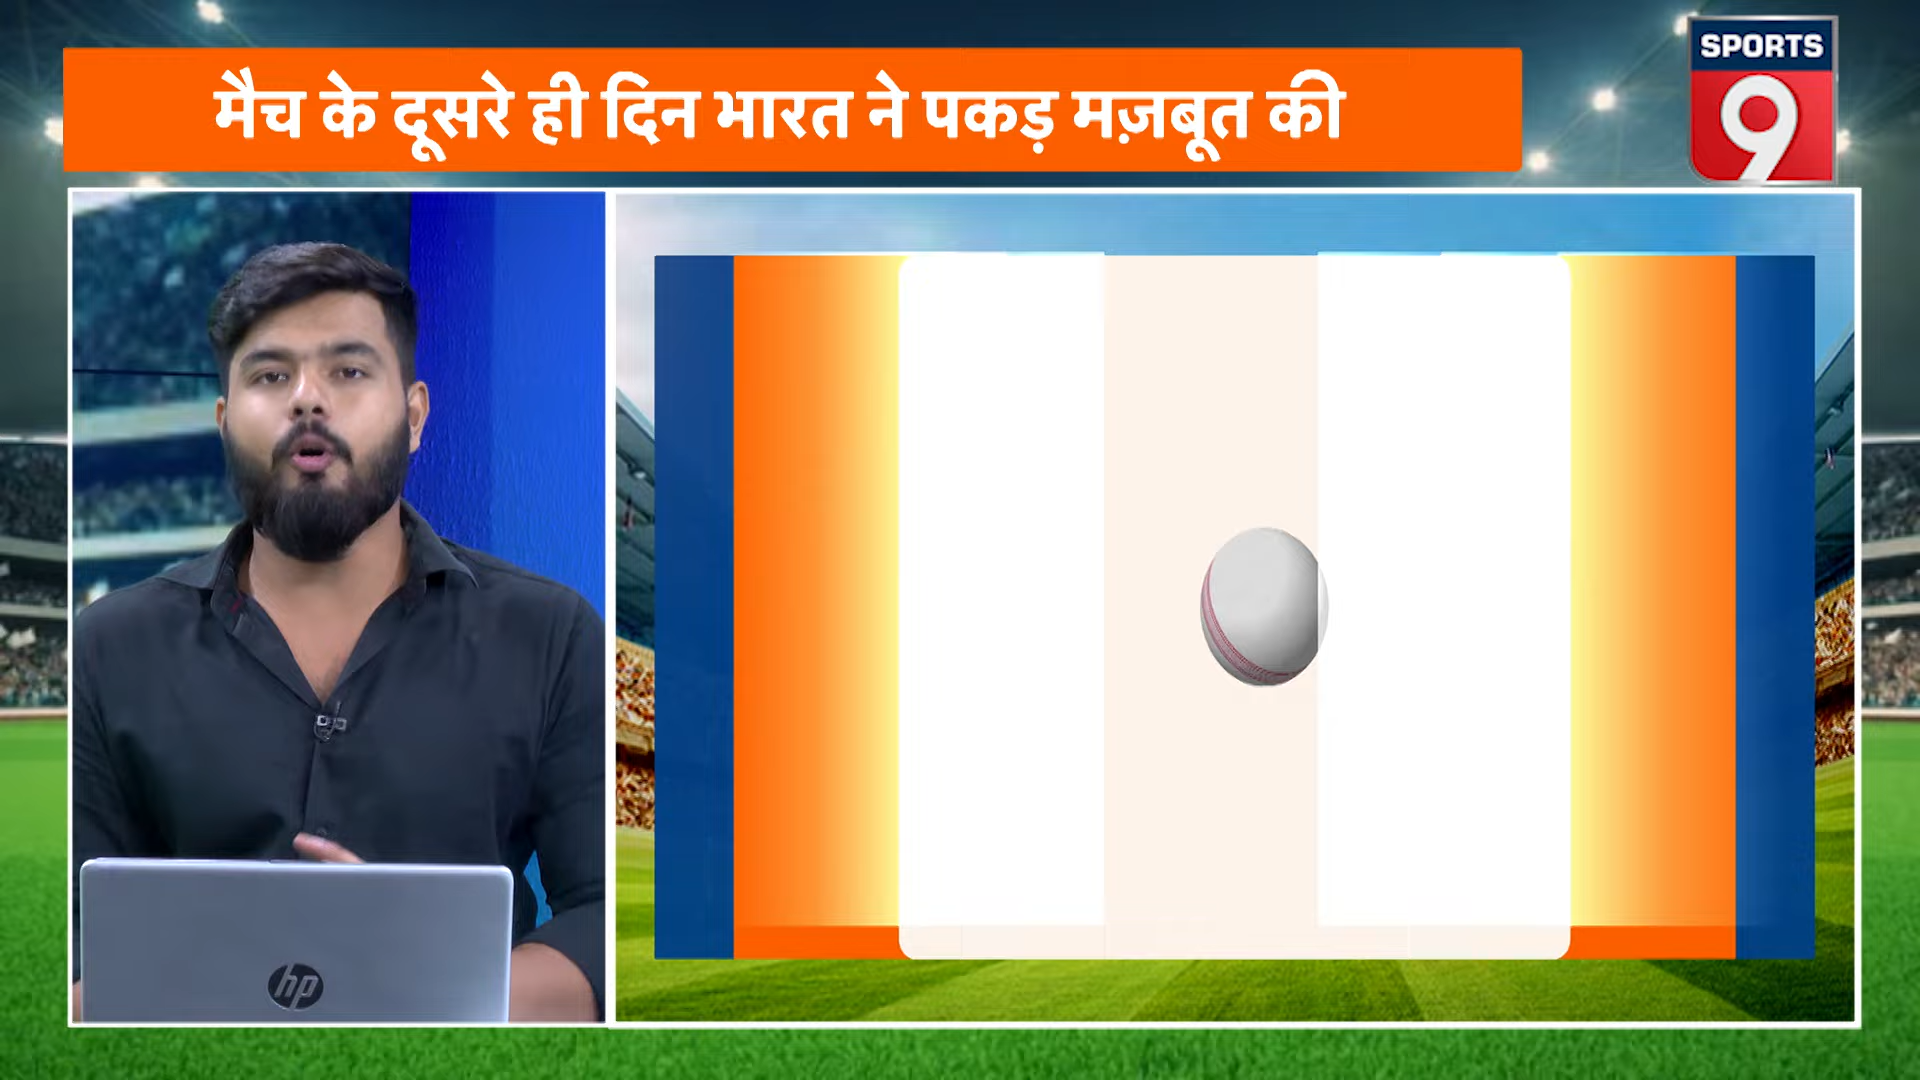 मैच के दूसरे ही दिन भारत ने पकड़ मज़बूत की
SPORTS
9
hp